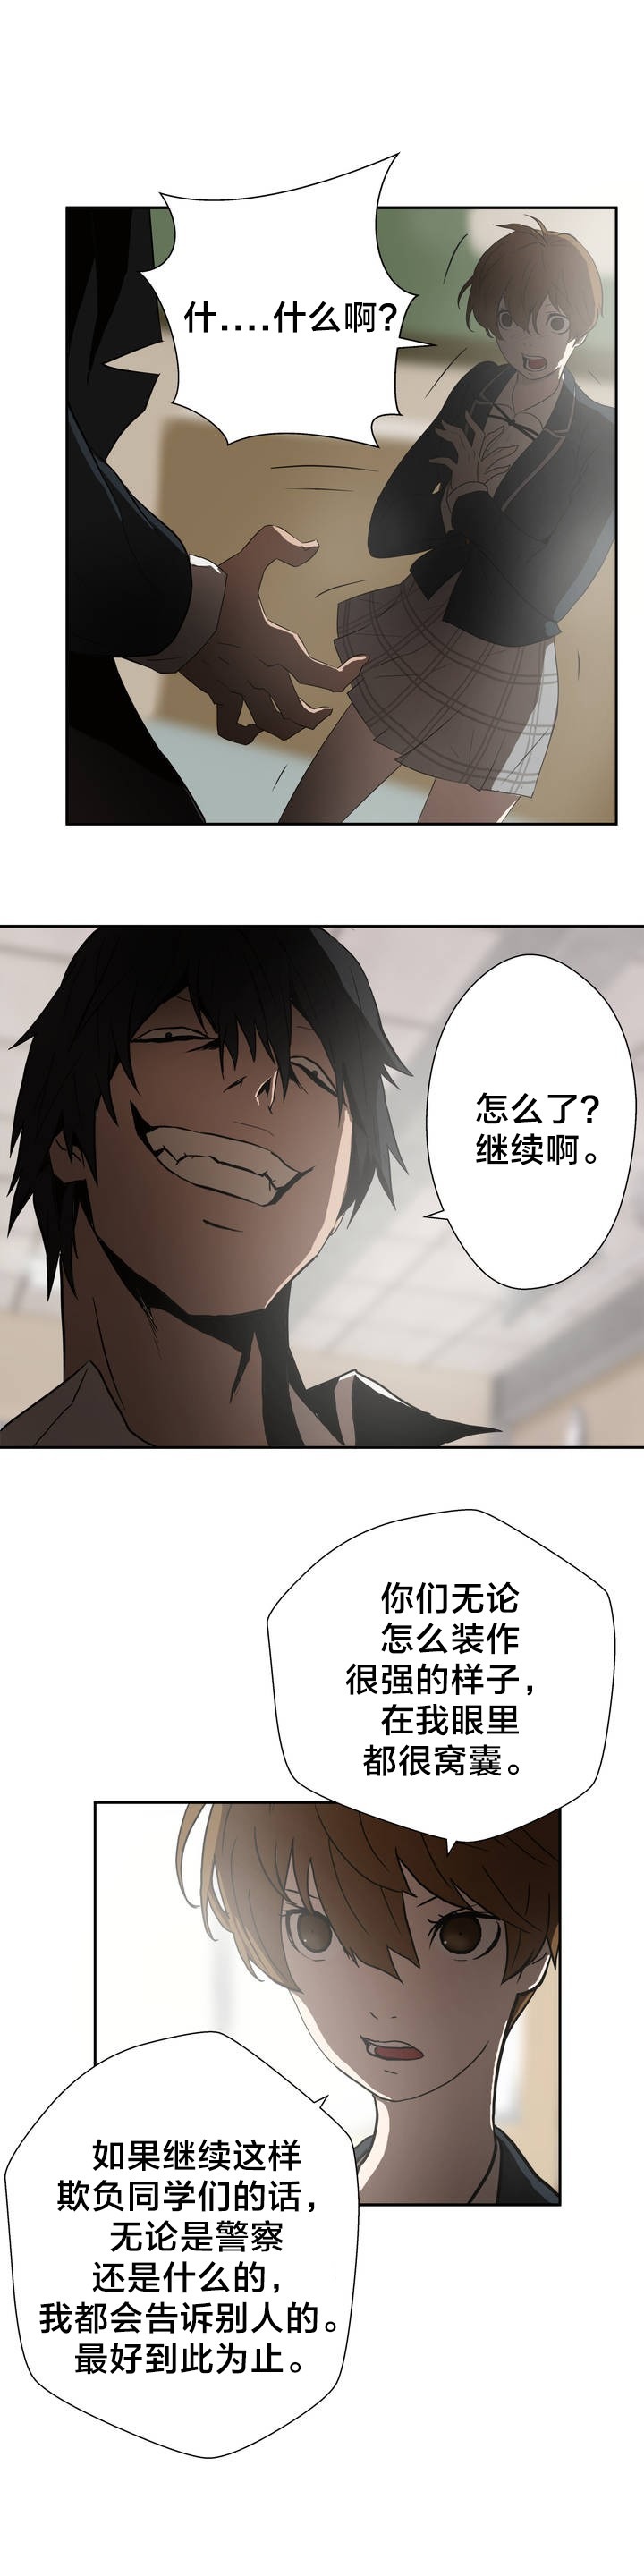 什....什么啊?
怎么了?
继续啊。
你们无论
怎么装作
很强的样子，
在我眼里
都很窝囊。
如果继续这样
欺负同学们的话，
无论是警察
还是什么的，
我都会告诉别人的。
最好到此为止。